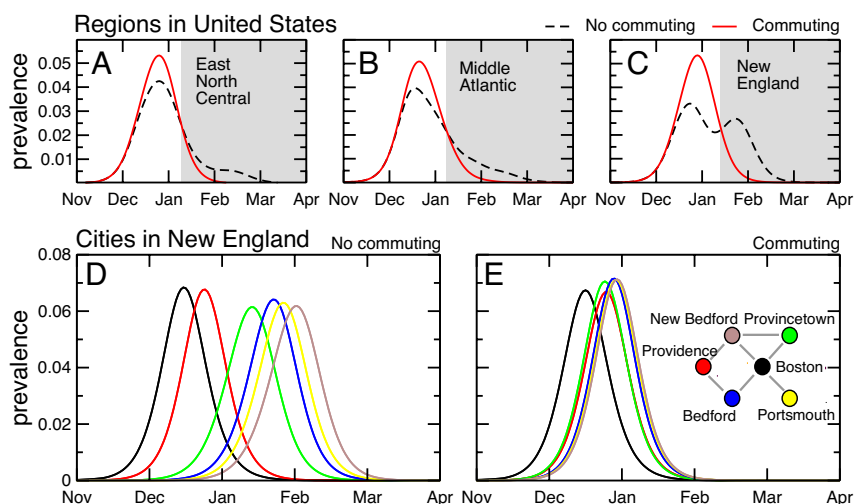 Regions in United States
No commuting
Commuting
prevalence
0.05
0.04
0.03
0.02
0.01
A
East
North
Central
B
Middle
Atlantic
C
New
England
Nov Dec Jan Feb Mar Apr
Nov Dec Jan Feb Mar Apr
Nov Dec Jan Feb Mar Apr
Cities in New England
No commuting
Commuting
prevalence
0.08
0.06
0.04
0.02
0
D
E
New Bedford Provincetown
Providence
Boston
Bedford
Portsmouth
Nov Dec Jan Feb Mar Apr
Nov Dec Jan Feb Mar Apr